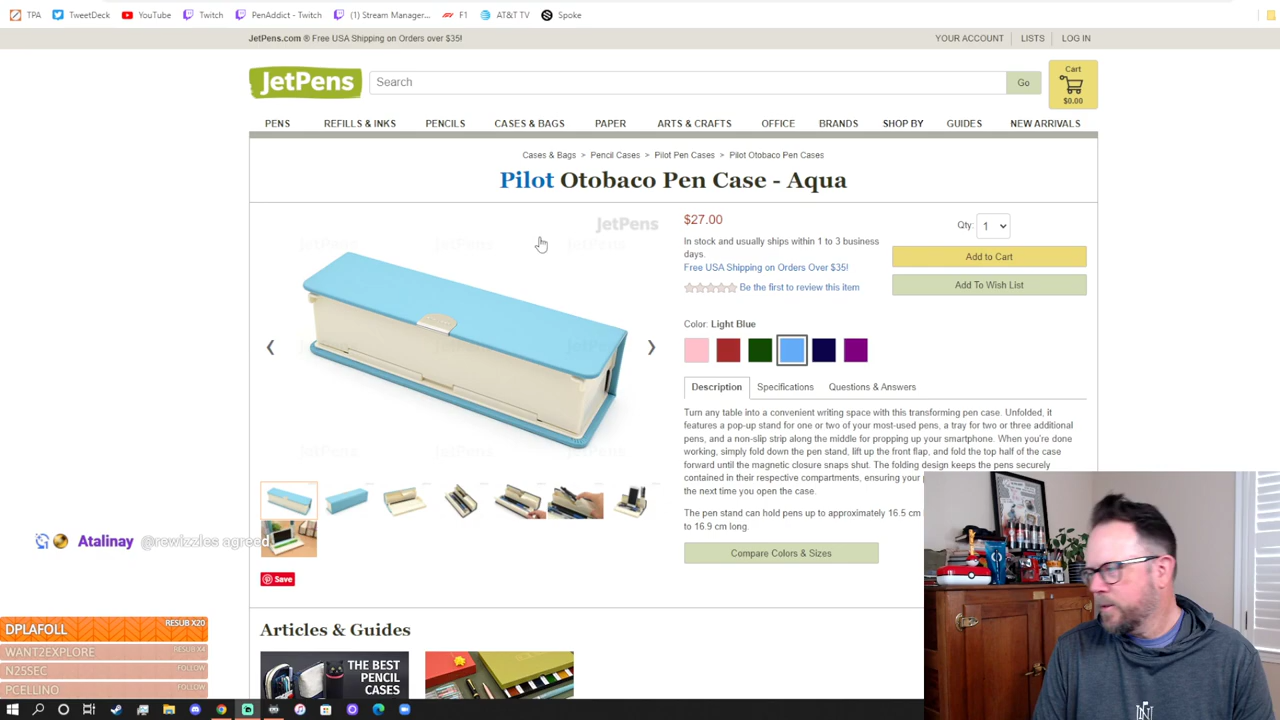 TPA
TweetDeck
YouTube
Twitch
PenAddict - Twitch
(1) Stream Manager...
F1
AT&T TV
Spoke
JetPens.com ® Free USA Shipping on Orders over $35!
YOUR ACCOUNT
LISTS
LOG IN
JetPens
Search
Go
Cart
$0.00
PENS
REFILLS & INKS
PENCILS
CASES & BAGS
PAPER
ARTS & CRAFTS
OFFICE
BRANDS
SHOP BY
GUIDES
NEW ARRIVALS
Cases & Bags > Pencil Cases > Pilot Pen Cases > Pilot Otobaco Pen Cases
Pilot Otobaco Pen Case - Aqua
JetPens
$27.00
In stock and usually ships within 1 to 3 business
days.
Free USA Shipping on Orders Over $35!
Be the first to review this item
Qty: 1
Add to Cart
Add To Wish List
Color: Light Blue
Description
Specifications
Questions & Answers
Turn any table into a convenient writing space with this transforming pen case. Unfolded, it
features a pop-up stand for one or two of your most-used pens, a tray for two or three additional
pens, and a non-slip strip along the middle for propping up your smartphone. When you're done
working, simply fold down the pen stand, lift up the front flap, and fold the top half of the case
forward until the magnetic closure snaps shut. The folding design keeps the pens securely
contained in their respective compartments, ensuring your
the next time you open the case.
The pen stand can hold pens up to approximately 16.5 cm
to 16.9 cm long.
Compare Colors & Sizes
Atalinay @rewizzles agreed
Save
DPLAFOLL RESUB X20
WANT2EXPLORE RESUB X4
N25SEC FOLLOW
PCELLINO FOLLOW
Articles & Guides
THE BEST
PENCIL
CASES